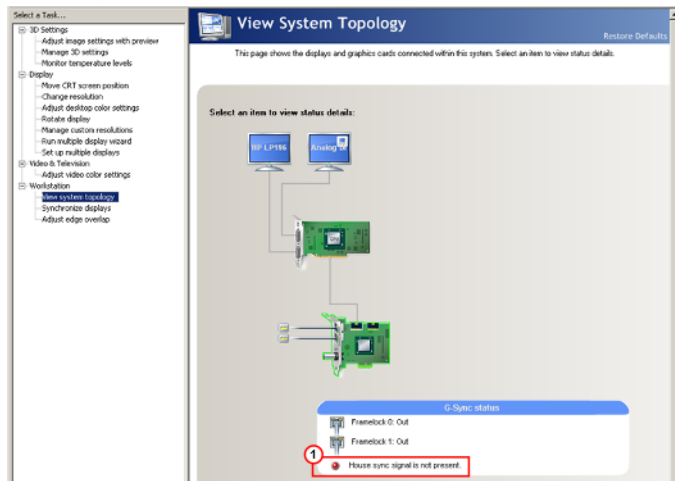 Select a Task...
3D Settings
Adjust image settings with preview
Manage 3D settings
Monitor temperature levels
Display
Move CRT screen position
Change resolution
Adjust desktop color settings
Rotate display
Manage custom resolutions
Run multiple display wizard
Set up multiple displays
Video & Television
Adjust video color settings
Workstation
View system topology
Synchronize displays
Adjust edge overlap
View System Topology
Restore Defaults
This page shows the displays and graphics cards connected within this system. Select an item to view status details.
Select an item to view status details:
HP LP196
Analog
GPU
G-Sync status
Framelock 0: Out
Framelock 1: Out
1
House sync signal is not present.